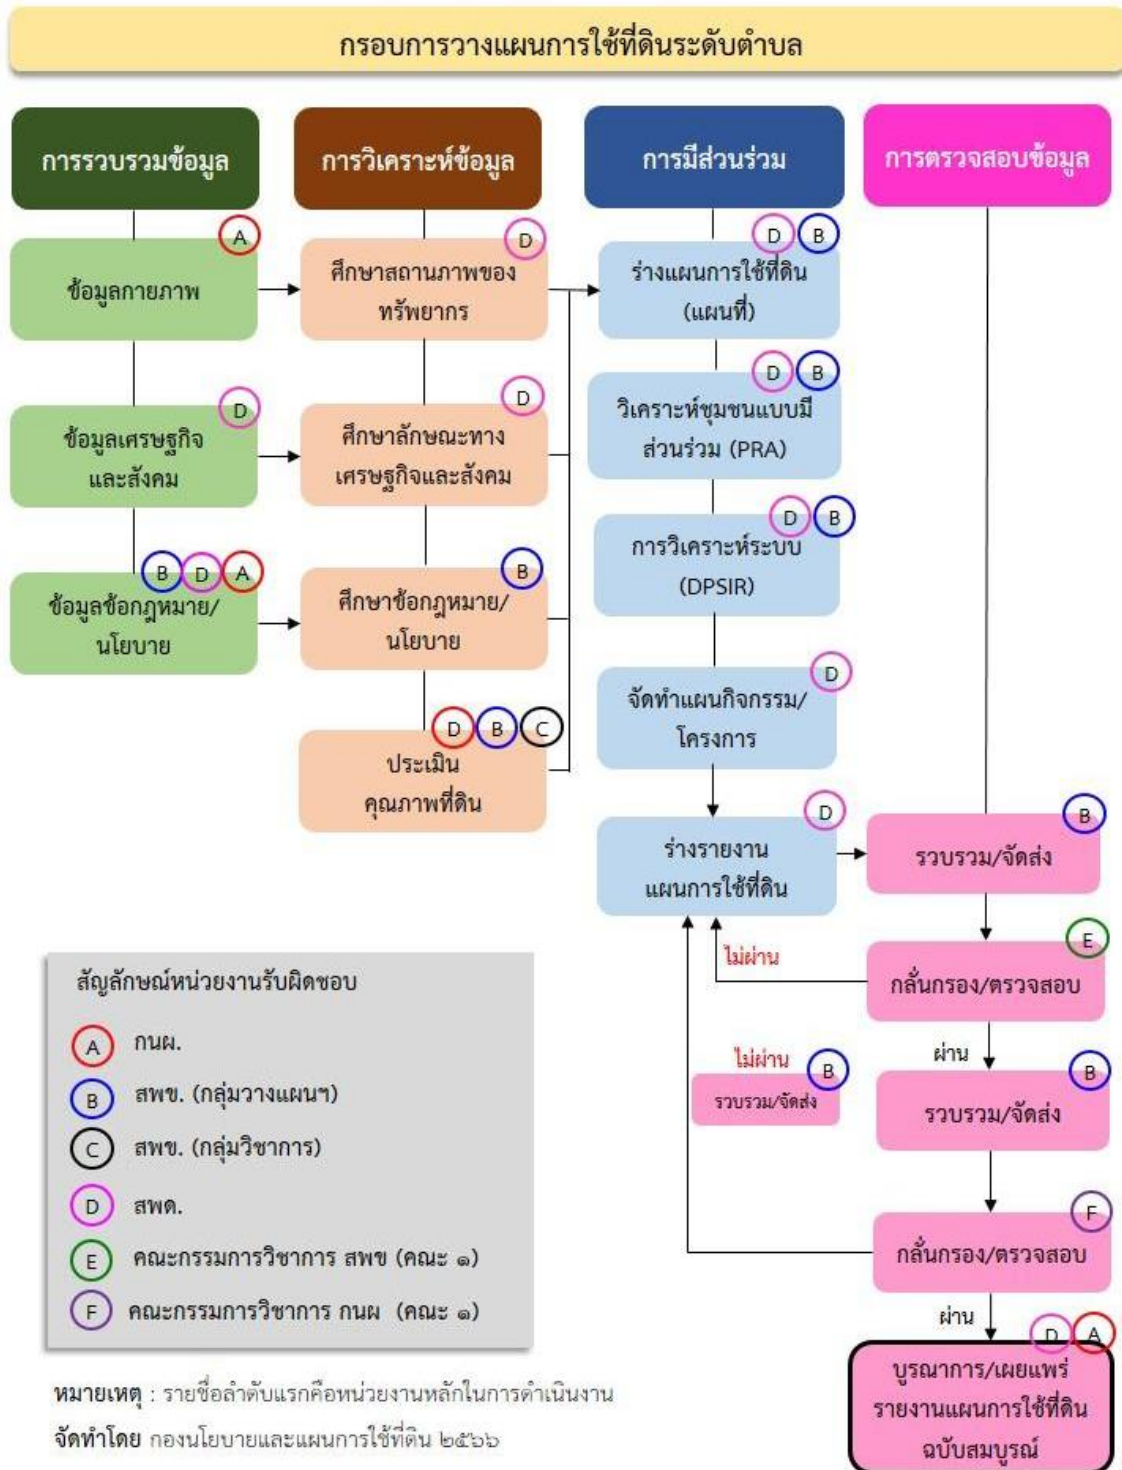 กรอบการวางแผนการใช้ที่ดินระดับตำบล
การรวบรวมข้อมูล
การวิเคราะห์ข้อมูล
การมีส่วนร่วม
การตรวจสอบข้อมูล
A
ข้อมูลกายภาพ
D
ศึกษาสถานภาพของ
ทรัพยากร
D B
ร่างแผนการใช้ที่ดิน
(แผนที่)
D
ข้อมูลเศรษฐกิจ
และสังคม
D
ศึกษาลักษณะทาง
เศรษฐกิจและสังคม
D B
วิเคราะห์ชุมชนแบบมี
ส่วนร่วม (PRA)
B D A
ข้อมูลข้อกฎหมาย/
นโยบาย
B
ศึกษาข้อกฎหมาย/
นโยบาย
D B
การวิเคราะห์ระบบ
(DPSIR)
D B C
ประเมิน
คุณภาพที่ดิน
D
จัดทำแผนกิจกรรม/
โครงการ
D
ร่างรายงาน
แผนการใช้ที่ดิน
B
รวบรวม/จัดส่ง
ไม่ผ่าน
E
กลั่นกรอง/ตรวจสอบ
ผ่าน
ไม่ผ่าน
B
รวบรวม/จัดส่ง
B
รวบรวม/จัดส่ง
F
กลั่นกรอง/ตรวจสอบ
ผ่าน
D A
บูรณาการ/เผยแพร่
รายงานแผนการใช้ที่ดิน
ฉบับสมบูรณ์
สัญลักษณ์หน่วยงานรับผิดชอบ
A กนผ.
B สพข. (กลุ่มวางแผนฯ)
C สพข. (กลุ่มวิชาการ)
D สพด.
E คณะกรรมการวิชาการ สพข (คณะ ๑)
F คณะกรรมการวิชาการ กนผ (คณะ ๑)
หมายเหตุ : รายชื่อลำดับแรกคือหน่วยงานหลักในการดำเนินงาน
จัดทำโดย กองนโยบายและแผนการใช้ที่ดิน ๒๕๖๖